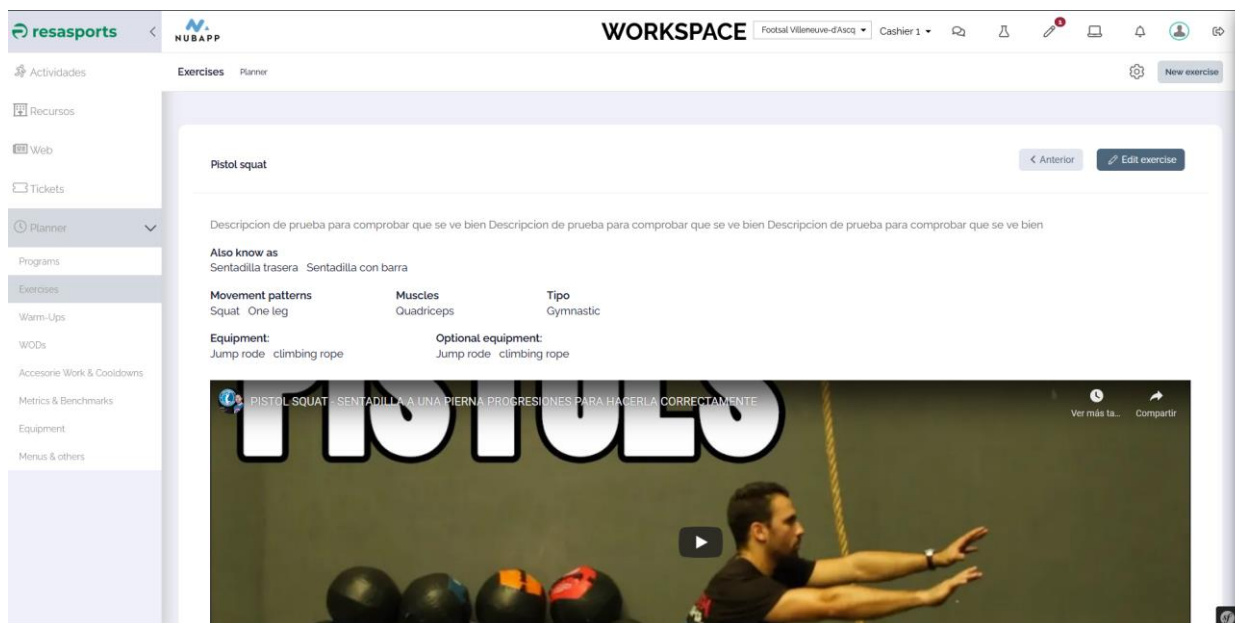 resasports
NUBAPP
WORKSPACE Footsal Villeneuve-d'Ascq Cashier 1
1
Actividades
Recursos
Web
Tickets
Planner
Programs
Exercises
Warm-Ups
WODs
Accesorie Work & Cooldowns
Metrics & Benchmarks
Equipment
Menus & others
Exercises Planner
New exercise
Pistol squat
Anterior
Edit exercise
Descripcion de prueba para comprobar que se ve bien Descripcion de prueba para comprobar que se ve bien Descripcion de prueba para comprobar que se ve bien
Also know as
Sentadilla trasera Sentadilla con barra
Movement patterns Muscles Tipo
Squat One leg Quadriceps Gymnastic
Equipment: Optional equipment:
Jump rode climbing rope Jump rode climbing rope
PISTOLS
PISTOL SQUAT - SENTADILLA A UNA PIERNA PROGRESIONES PARA HACERLA CORRECTAMENTE
Ver más ta... Compartir
sf